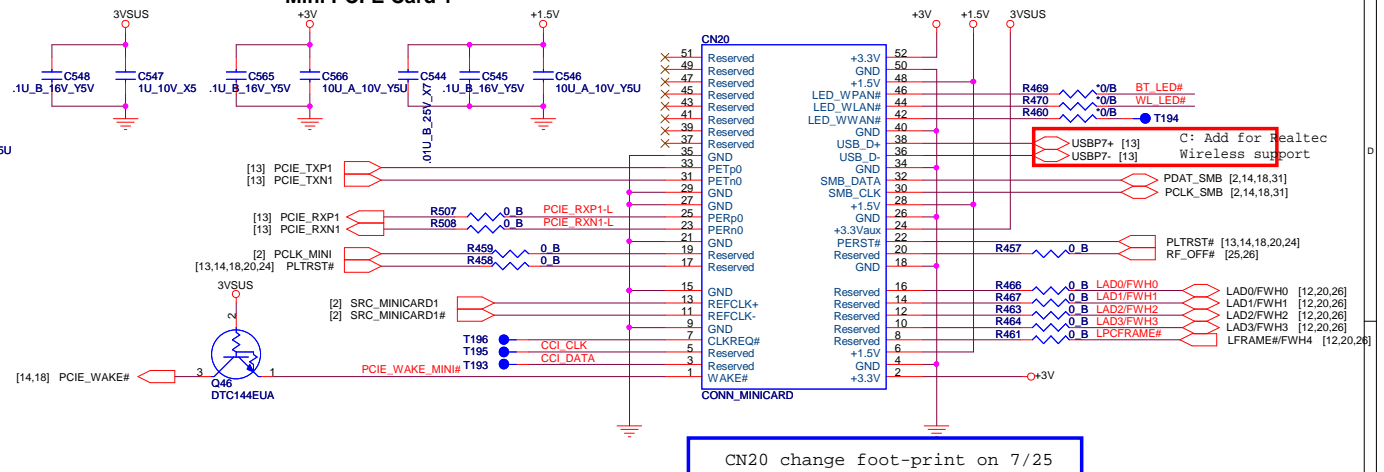 Mini PCI-E Card 1
3VSUS
+3V
+1.5V
+3V
+1.5V
3VSUS
C548
.1U_B_16V_Y5V
C547
1U_10V_X5
C565
.1U_B_16V_Y5V
C566
10U_A_10V_Y5U
C544
.01U_B_25V_X7
C545
.1U_B_16V_Y5V
C546
10U_A_10V_Y5U
5U
CN20
51 Reserved
49 Reserved
47 Reserved
45 Reserved
43 Reserved
41 Reserved
39 Reserved
37 Reserved
35 GND
33 PETp0
31 PETn0
29 GND
27 GND
25 PERp0
23 PERn0
21 GND
19 Reserved
17 Reserved
15 GND
13 REFCLK+
11 REFCLK-
9 GND
7 CLKREQ#
5 Reserved
3 Reserved
1 WAKE#
+3.3V 52
GND 50
+1.5V 48
LED_WPAN# 46
LED_WLAN# 44
LED_WWAN# 42
GND 40
USB_D+ 38
USB_D- 36
GND 34
SMB_DATA 32
SMB_CLK 30
+1.5V 28
GND 26
+3.3Vaux 24
PERST# 22
Reserved 20
GND 18
Reserved 16
Reserved 14
Reserved 12
Reserved 10
Reserved 8
+1.5V 6
GND 4
+3.3V 2
CONN_MINICARD
[13] PCIE_TXP1
[13] PCIE_TXN1
[13] PCIE_RXP1
R507
0_B
PCIE_RXP1-L
[13] PCIE_RXN1
R508
0_B
PCIE_RXN1-L
[2] PCLK_MINI
R459
0_B
[13,14,18,20,24] PLTRST#
R458
0_B
[2] SRC_MINICARD1
[2] SRC_MINICARD1#
3VSUS
2
3
1
Q46
DTC144EUA
[14,18] PCIE_WAKE#
PCIE_WAKE_MINI#
T196
T195
CCI_CLK
T193
CCI_DATA
R469
*0/B
BT_LED#
R470
*0/B
WL_LED#
R460
*0/B
T194
USBP7+ [13]
USBP7- [13]
C: Add for Realtec
Wireless support
PDAT_SMB [2,14,18,31]
PCLK_SMB [2,14,18,31]
PLTRST# [13,14,18,20,24]
R457
0_B
RF_OFF# [25,26]
R466
0_B
LAD0/FWH0
LAD0/FWH0 [12,20,26]
R467
0_B
LAD1/FWH1
LAD1/FWH1 [12,20,26]
R463
0_B
LAD2/FWH2
LAD2/FWH2 [12,20,26]
R464
0_B
LAD3/FWH3
LAD3/FWH3 [12,20,26]
R461
0_B
LPCFRAME#
LFRAME#/FWH4 [12,20,26]
+3V
D
CN20 change foot-print on 7/25